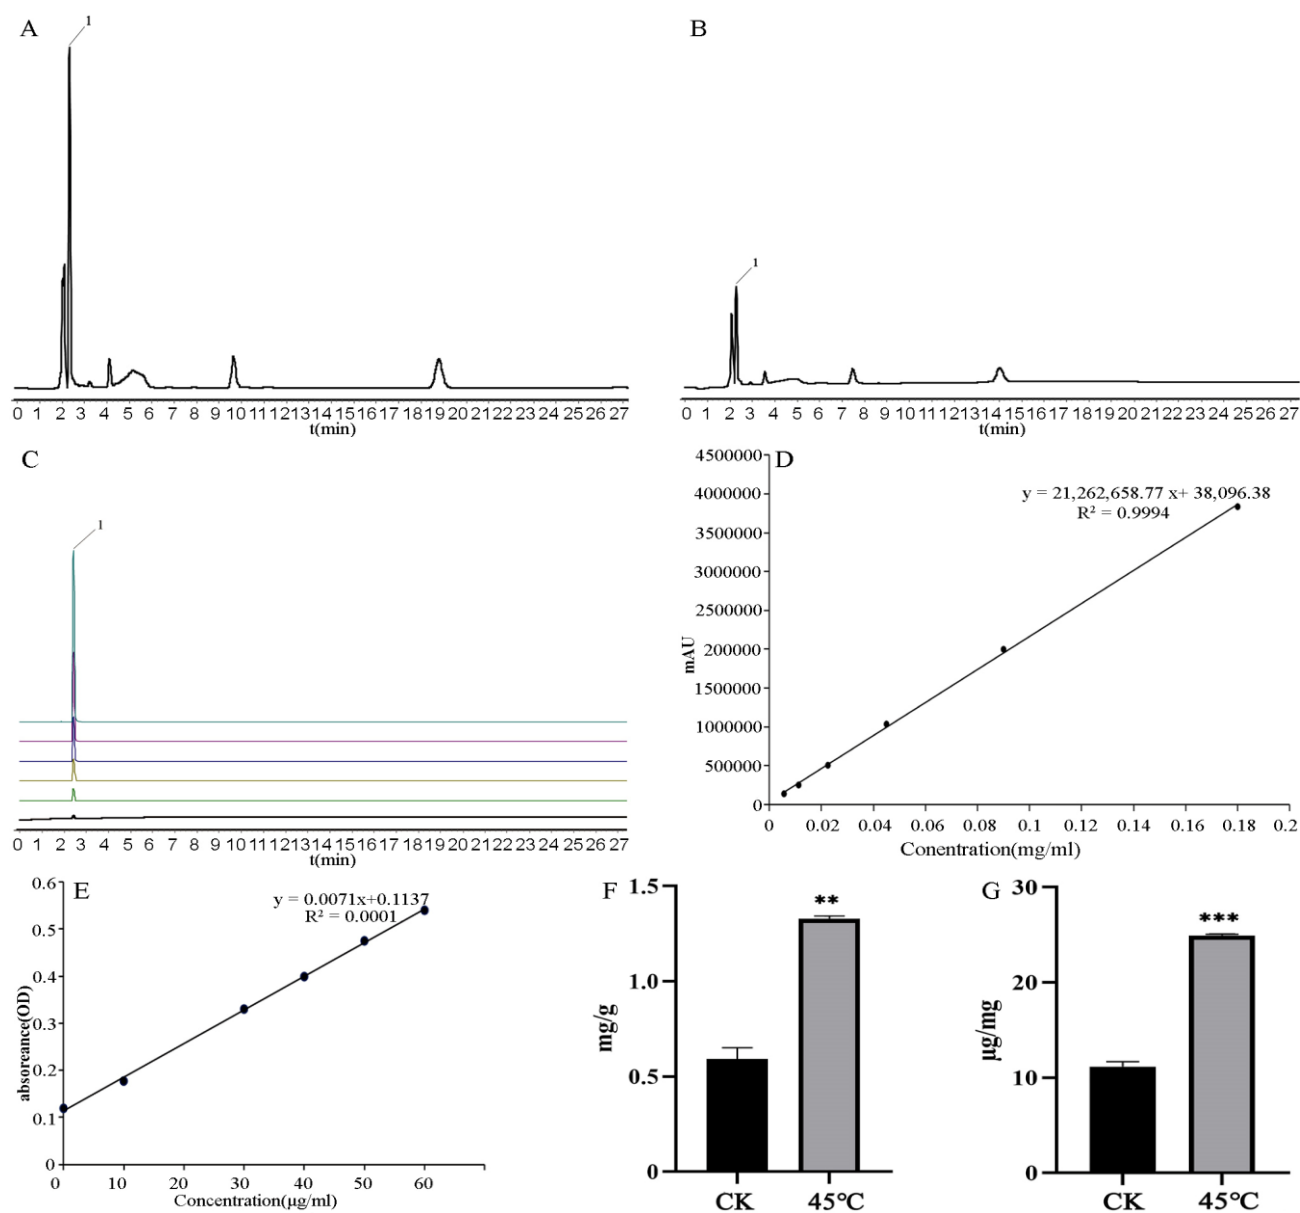 A
1
0 1 2 3 4 5 6 7 8 9 10 11 12 13 14 15 16 17 18 19 20 21 22 23 24 25 26 27
t(min)
B
1
0 1 2 3 4 5 6 7 8 9 10 11 12 13 14 15 16 17 18 19 20 21 22 23 24 25 26 27
t(min)
C
1
0 1 2 3 4 5 6 7 8 9 10 11 12 13 14 15 16 17 18 19 20 21 22 23 24 25 26 27
t(min)
D
y = 21,262,658.77 x+ 38,096.38
R² = 0.9994
4500000
4000000
3500000
3000000
2500000
200000
1500000
1000000
500000
0
mAU
0 0.02 0.04 0.06 0.08 0.1 0.12 0.14 0.16 0.18 0.2
Conentration(mg/ml)
E
y = 0.0071x+0.1137
R² = 0.0001
0.6
0.5
0.4
0.3
0.2
0.1
0
absoreance(OD)
0 10 20 30 40 50 60
Concentration(μg/ml)
F
**
1.5
1.0
0.5
0
mg/g
CK 45°C
G
***
30
20
10
0
μg/mg
CK 45°C